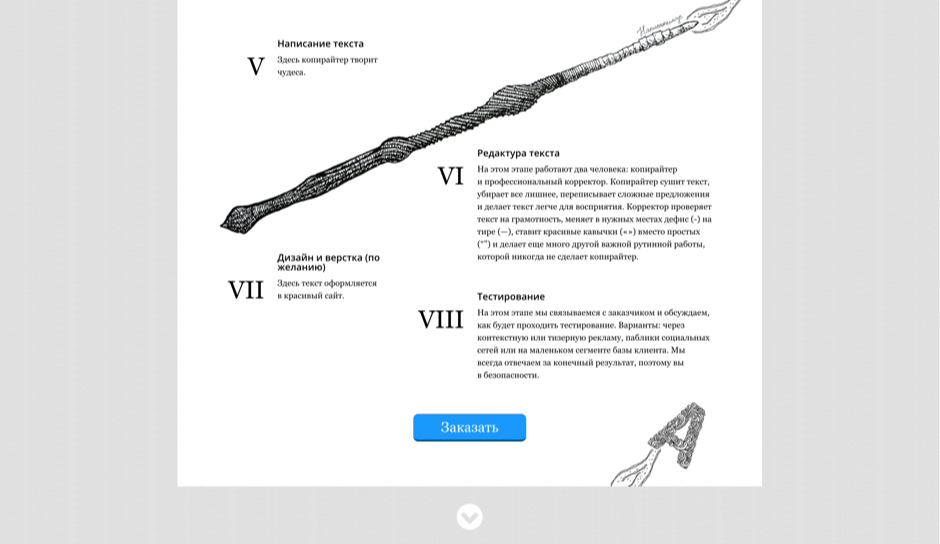 Написание текста
V
Здесь копирайтер творит
чудеса.
Редактура текста
VI
На этом этапе работают два человека: копирайтер
и профессиональный корректор. Копирайтер сушит текст,
убирает все лишнее, переписывает сложные предложения
и делает текст легче для восприятия. Корректор проверяет
текст на грамотность, меняет в нужных местах дефис (-) на
тире (—), ставит красивые кавычки («») вместо простых
("") и делает еще много другой важной рутинной работы,
которой никогда не сделает копирайтер.
Дизайн и верстка (по
желанию)
VII
Здесь текст оформляется
в красивый сайт.
Тестирование
VIII
На этом этапе мы связываемся с заказчиком и обсуждаем,
как будет проходить тестирование. Варианты: через
контекстную или тизерную рекламу, паблики социальных
сетей или на маленьком сегменте базы клиента. Мы
всегда отвечаем за конечный результат, поэтому вы
в безопасности.
Заказать
А